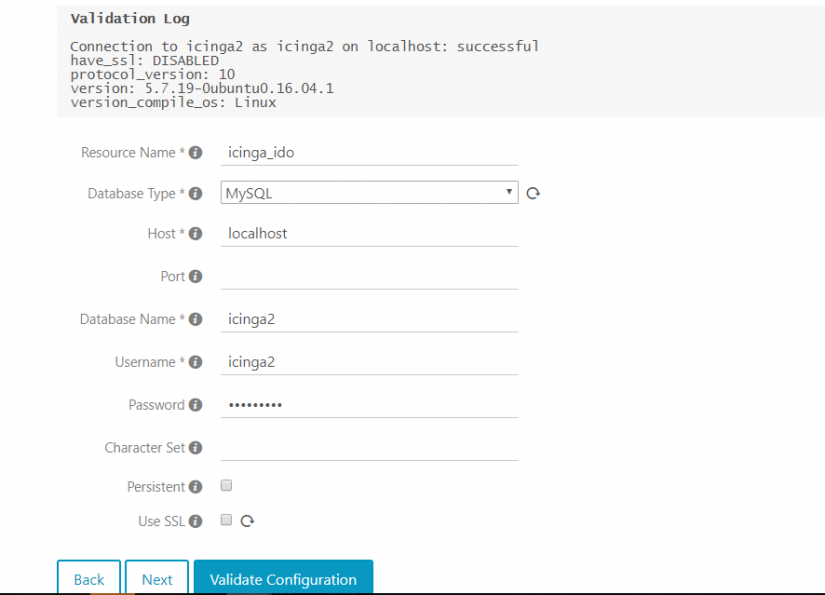 Validation Log
Connection to icinga2 as icinga2 on localhost: successful
have_ssl: DISABLED
protocol_version: 10
version: 5.7.19-0ubuntu0.16.04.1
version_compile_os: Linux
Resource Name * icinga_ido
Database Type * MySQL
Host * localhost
Port
Database Name * icinga2
Username * icinga2
Password •••••••••
Character Set
Persistent
Use SSL
Back Next Validate Configuration